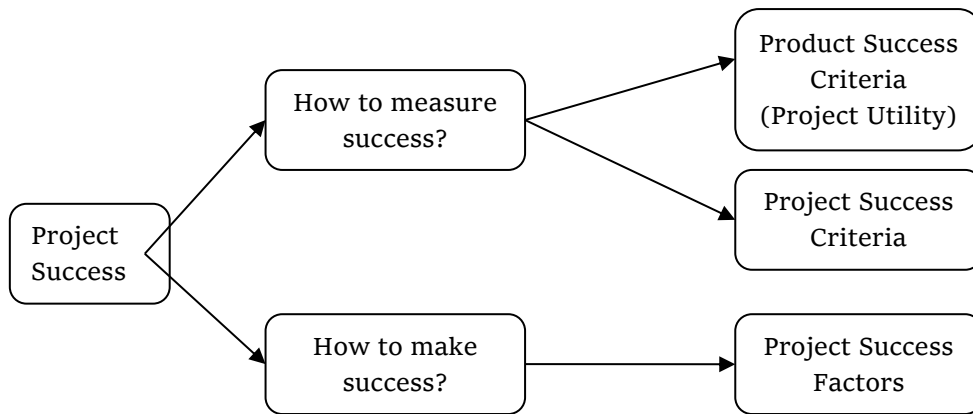 Project
Success
How to measure
success?
How to make
success?
Product Success
Criteria
(Project Utility)
Project Success
Criteria
Project Success
Factors